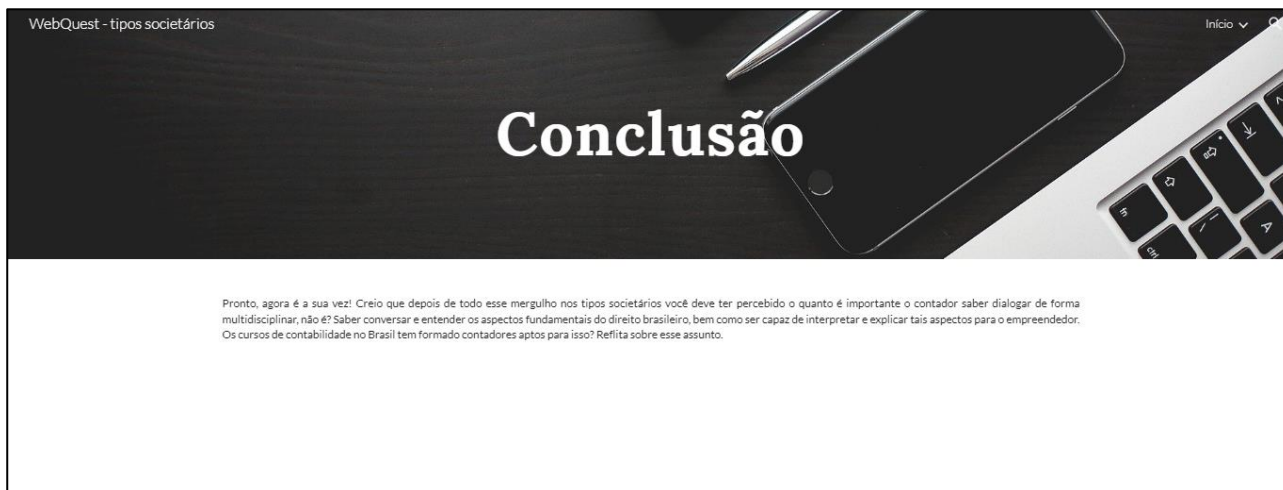 WebQuest - tipos societários
Início
Conclusão
fn
ctrl
A
Pronto, agora é a sua vez! Creio que depois de todo esse mergulho nos tipos societários você deve ter percebido o quanto é importante o contador saber dialogar de forma
multidisciplinar, não é? Saber conversar e entender os aspectos fundamentais do direito brasileiro, bem como ser capaz de interpretar e explicar tais aspectos para o empreendedor.
Os cursos de contabilidade no Brasil tem formado contadores aptos para isso? Reflita sobre esse assunto.